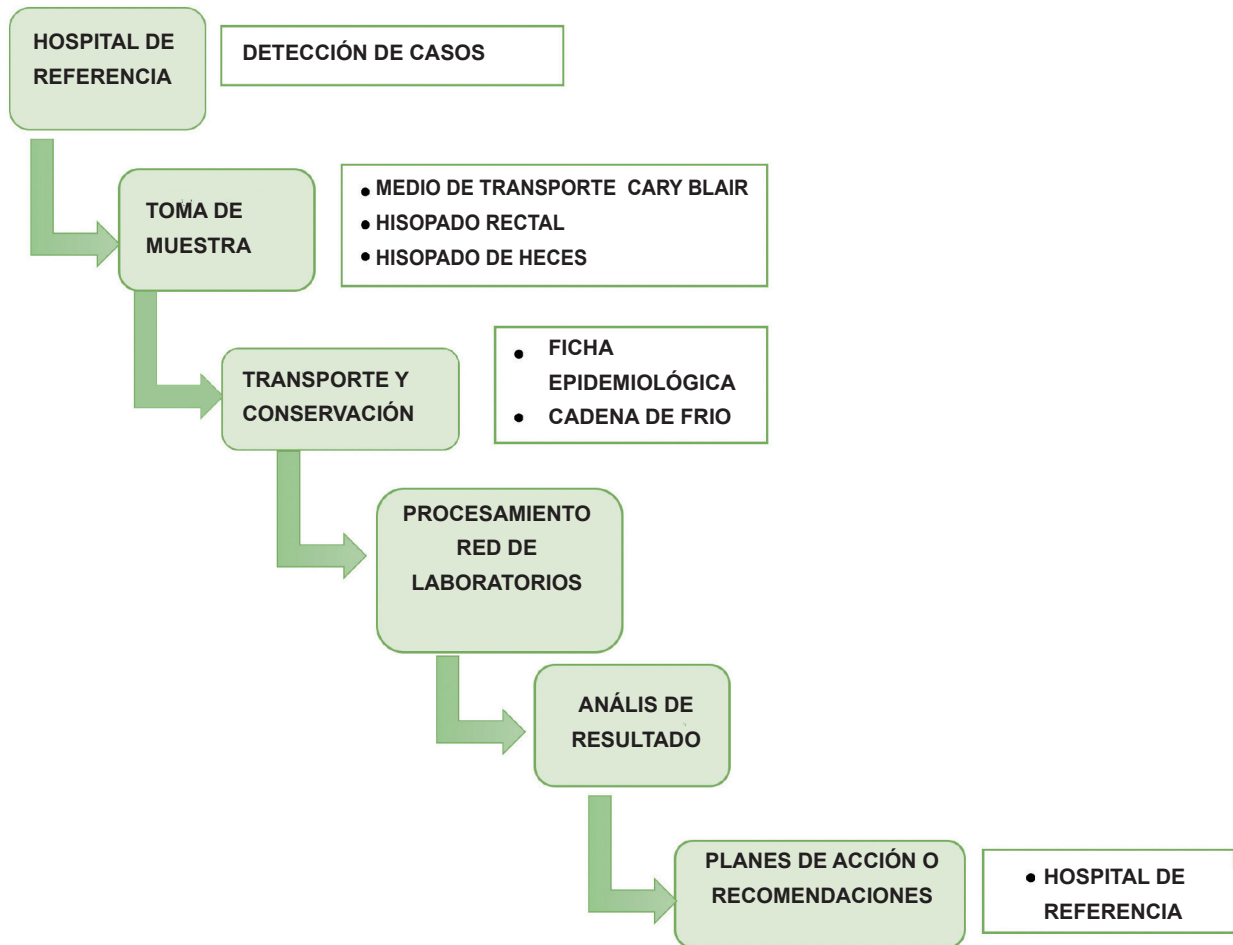 HOSPITAL DE
REFERENCIA
DETECCIÓN DE CASOS
TOMA DE
MUESTRA
• MEDIO DE TRANSPORTE CARY BLAIR
• HISOPADO RECTAL
• HISOPADO DE HECES
TRANSPORTE Y
CONSERVACIÓN
• FICHA
EPIDEMIOLÓGICA
• CADENA DE FRIO
PROCESAMIENTO
RED DE
LABORATORIOS
ANÁLIS DE
RESULTADO
PLANES DE ACCIÓN O
RECOMENDACIONES
• HOSPITAL DE
REFERENCIA